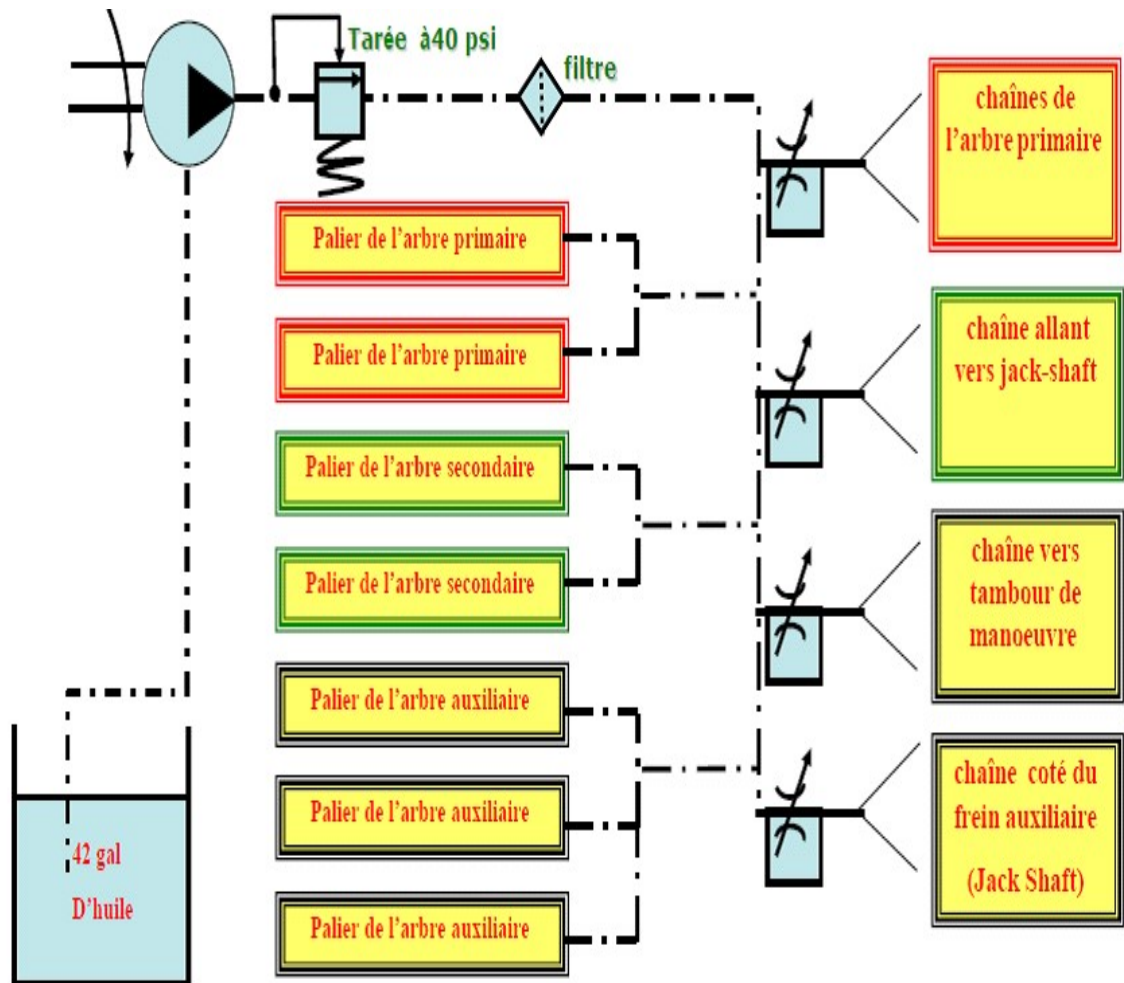 Tarée à40 psi
filtre
chaînes de
l'arbre primaire
Palier de l'arbre primaire
Palier de l'arbre primaire
chaîne allant
vers jack-shaft
Palier de l'arbre secondaire
Palier de l'arbre secondaire
chaîne vers
tambour de
manoeuvre
Palier de l'arbre auxiliaire
Palier de l'arbre auxiliaire
Palier de l'arbre auxiliaire
chaîne coté du
frein auxiliaire
(Jack Shaft)
42 gal
D'huile